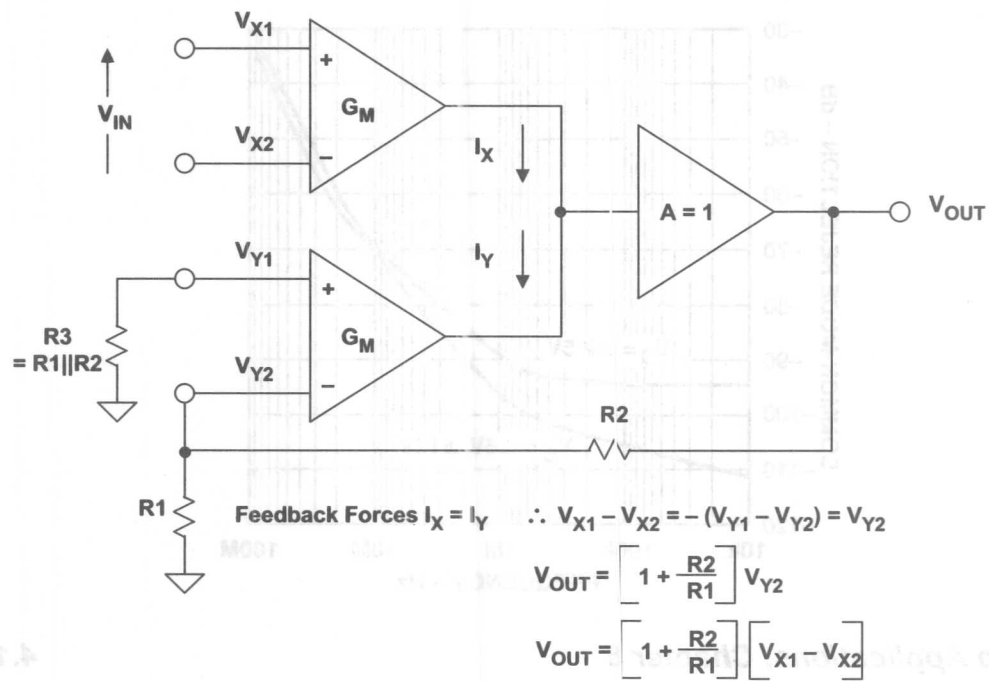 V_X1
+
G_M
V_IN
V_X2
−
I_X
A = 1
V_OUT
V_Y1
+
I_Y
R3
= R1||R2
G_M
V_Y2
−
R2
R1
Feedback Forces I_X = I_Y ∴ V_X1 – V_X2 = – (V_Y1 – V_Y2) = V_Y2
V_OUT = [1 + R2/R1] V_Y2
V_OUT = [1 + R2/R1] [V_X1 – V_X2]